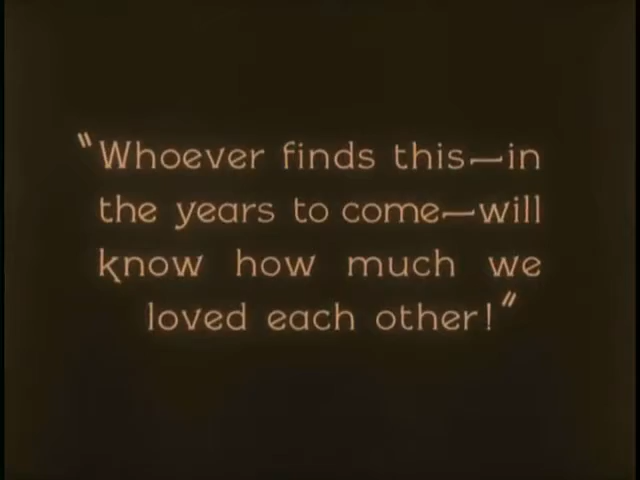 "Whoever finds this—in
the years to come—will
know how much we
loved each other!"